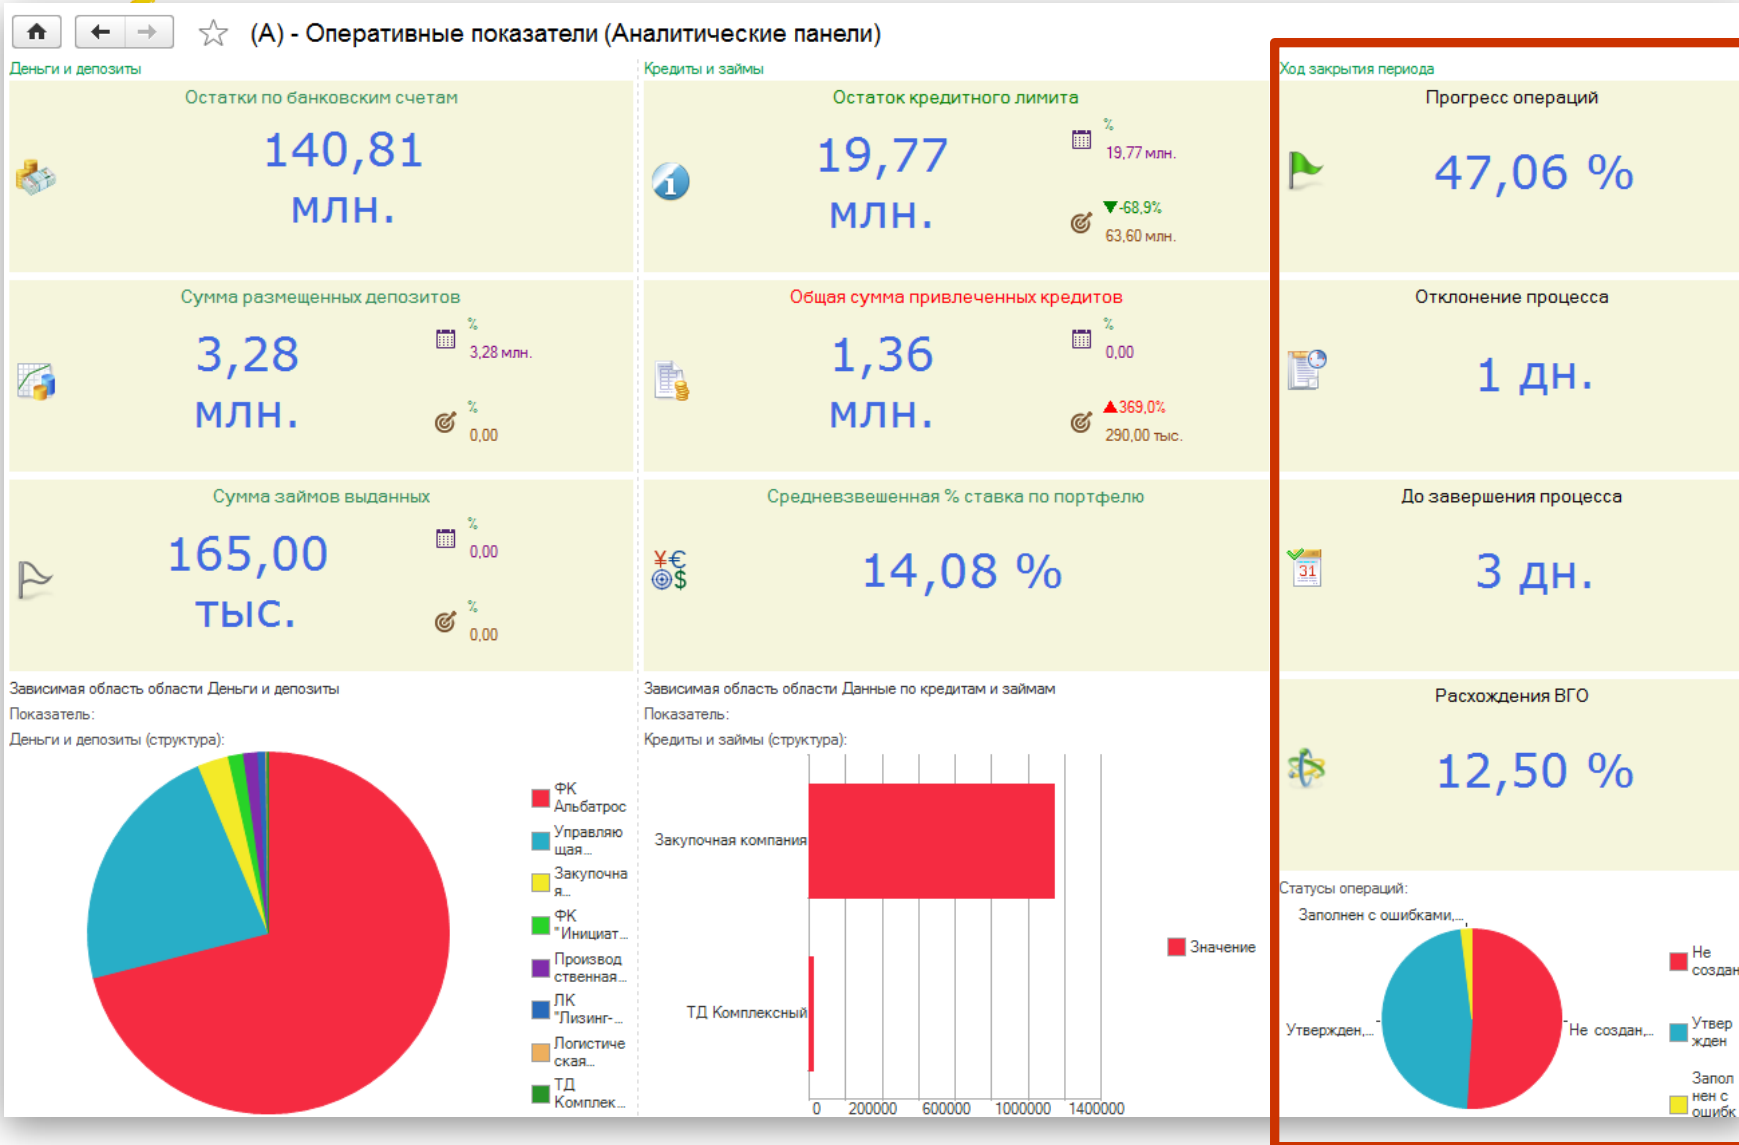 (А) - Оперативные показатели (Аналитические панели)
Деньги и депозиты
Остатки по банковским счетам
140,81
млн.
Сумма размещенных депозитов
3,28
млн.
%
3,28 млн.
%
0,00
Сумма займов выданных
165,00
тыс.
%
0,00
%
0,00
Зависимая область области Деньги и депозиты
Показатель:
Деньги и депозиты (структура):
ФК
Альбатрос
Управляю
щая...
Закупочна
я...
ФК
"Инициат...
Производ
ственная...
ЛК
"Лизинг-...
Логистиче
ская...
ТД
Комплек...
Кредиты и займы
Остаток кредитного лимита
19,77
млн.
%
19,77 млн.
▼-68,9%
63,60 млн.
Общая сумма привлеченных кредитов
1,36
млн.
%
0,00
▲369,0%
290,00 тыс.
Средневзвешенная % ставка по портфелю
¥€
$
14,08 %
Зависимая область области Данные по кредитам и займам
Показатель:
Кредиты и займы (структура):
Закупочная компания
ТД Комплексный
0 200000 600000 1000000 1400000
Значение
Ход закрытия периода
Прогресс операций
47,06 %
Отклонение процесса
1 дн.
До завершения процесса
31
3 дн.
Расхождения ВГО
12,50 %
Статусы операций:
Заполнен с ошибками,...
Утвержден,...
Не создан,...
Не
создан
Утвер
жден
Запол
нен с
ошибк